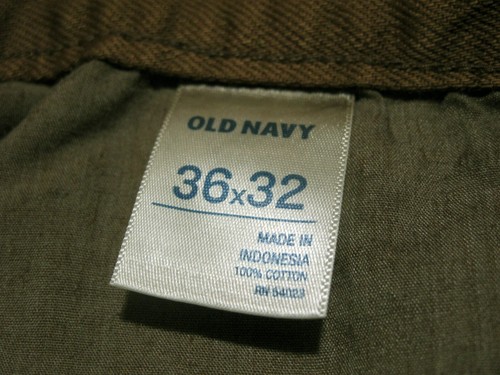 OLD NAVY
36x32
MADE IN
INDONESIA
100% COTTON
RN 54023